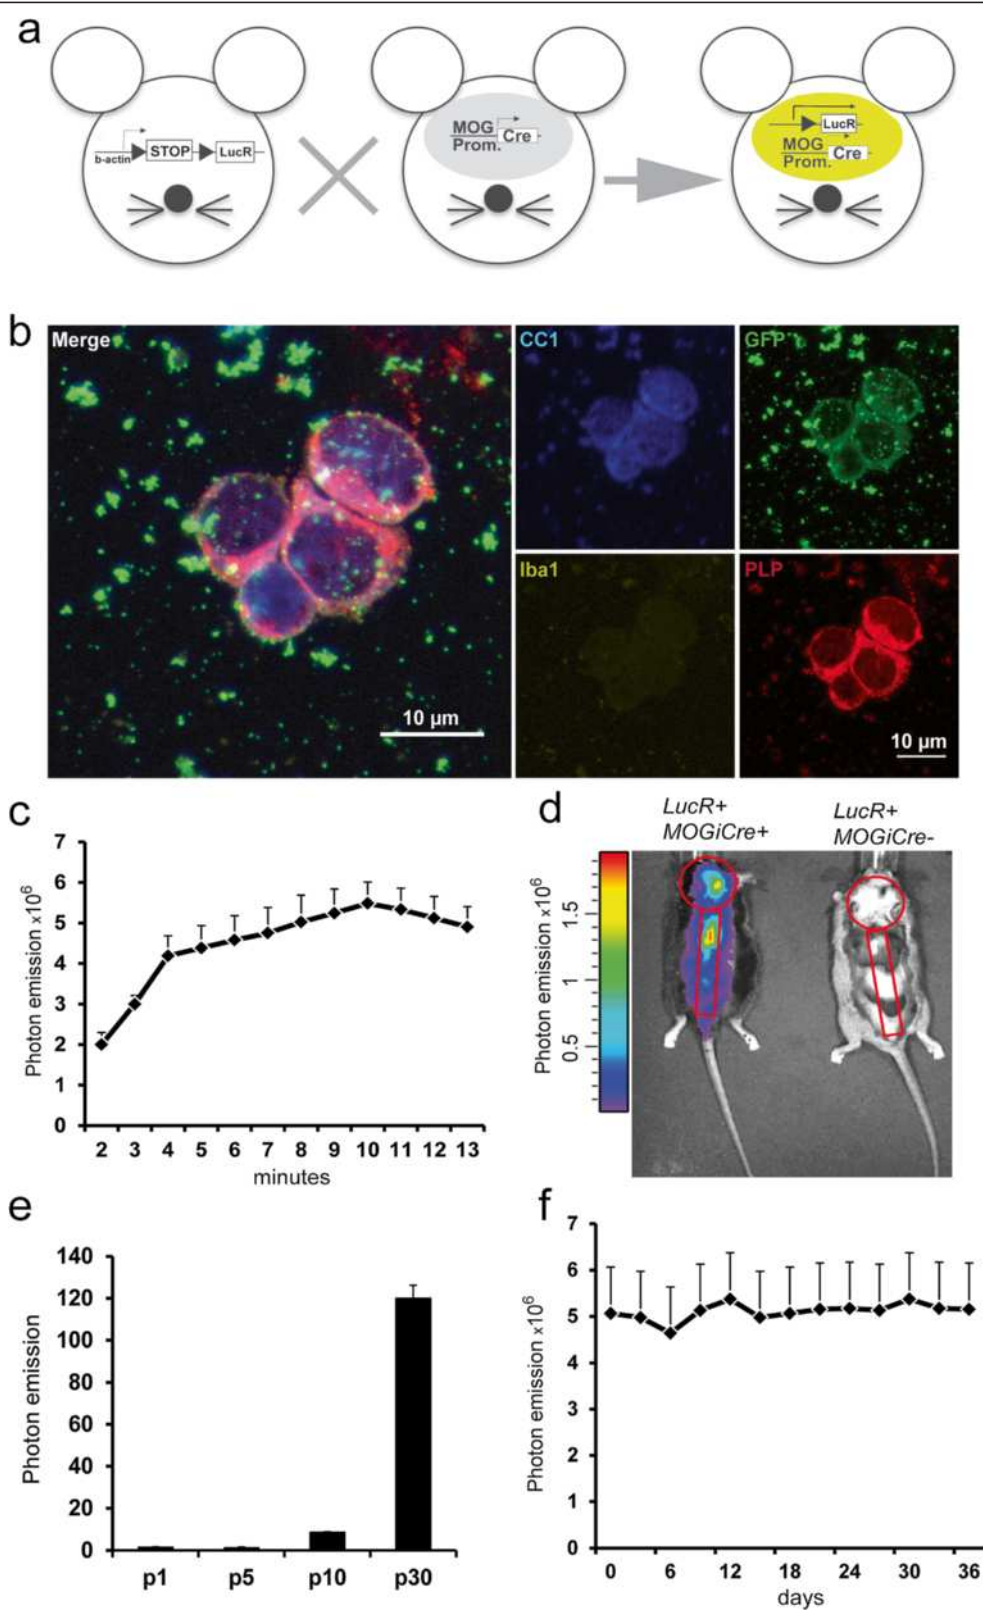 a
b-actin STOP LucR
MOG
Prom. Cre
LucR
MOG
Prom. Cre
b
Merge
CC1
GFP
Iba1
PLP
10 µm
10 µm
c
Photon emission x10⁶
7
6
5
4
3
2
1
0
2 3 4 5 6 7 8 9 10 11 12 13
minutes
d
LucR+
MOGiCre+
LucR+
MOGiCre-
Photon emission x10⁶
1.5
1
0.5
e
Photon emission
140
120
100
80
60
40
20
0
p1 p5 p10 p30
f
Photon emission x10⁶
7
6
5
4
3
2
1
0
0 6 12 18 24 30 36
days